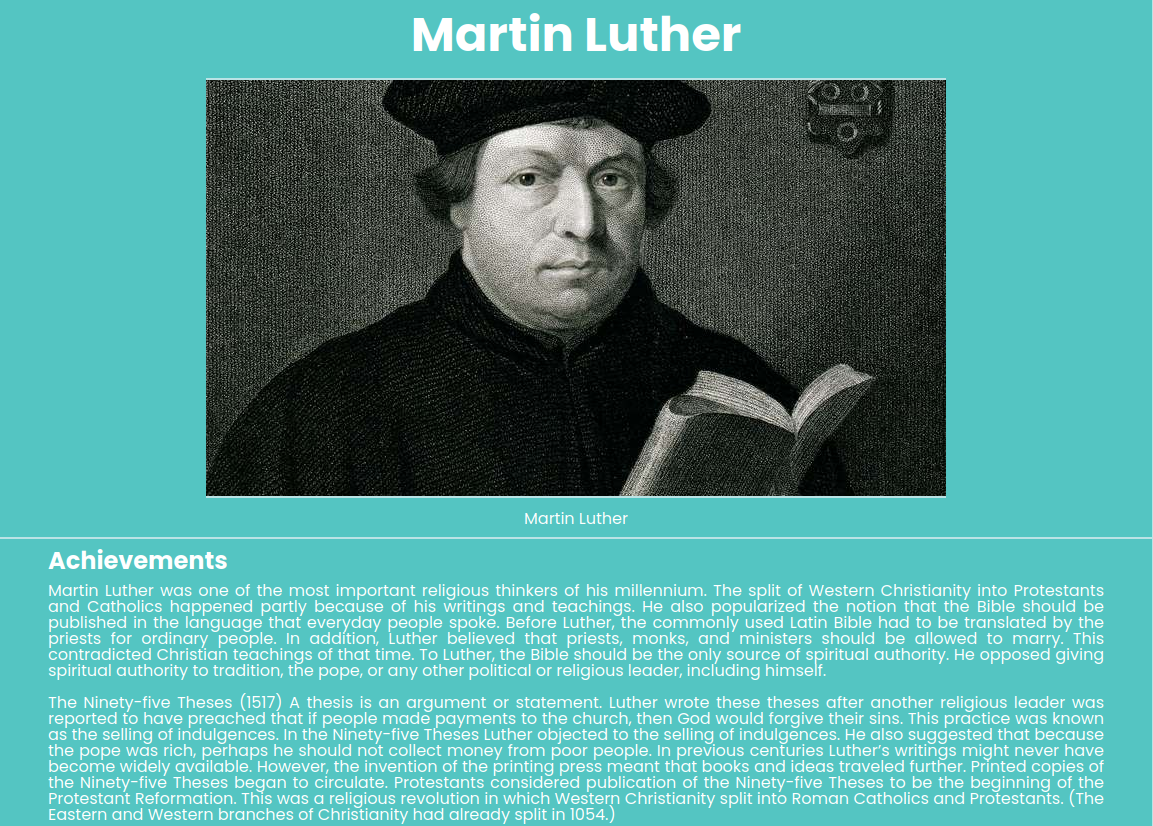 Martin Luther
Martin Luther
Achievements
Martin Luther was one of the most important religious thinkers of his millennium. The split of Western Christianity into Protestants
and Catholics happened partly because of his writings and teachings. He also popularized the notion that the Bible should be
published in the language that everyday people spoke. Before Luther, the commonly used Latin Bible had to be translated by the
priests for ordinary people. In addition, Luther believed that priests, monks, and ministers should be allowed to marry. This
contradicted Christian teachings of that time. To Luther, the Bible should be the only source of spiritual authority. He opposed giving
spiritual authority to tradition, the pope, or any other political or religious leader, including himself.
The Ninety-five Theses (1517) A thesis is an argument or statement. Luther wrote these theses after another religious leader was
reported to have preached that if people made payments to the church, then God would forgive their sins. This practice was known
as the selling of indulgences. In the Ninety-five Theses Luther objected to the selling of indulgences. He also suggested that because
the pope was rich, perhaps he should not collect money from poor people. In previous centuries Luther’s writings might never have
become widely available. However, the invention of the printing press meant that books and ideas traveled further. Printed copies of
the Ninety-five Theses began to circulate. Protestants considered publication of the Ninety-five Theses to be the beginning of the
Protestant Reformation. This was a religious revolution in which Western Christianity split into Roman Catholics and Protestants. (The
Eastern and Western branches of Christianity had already split in 1054.)